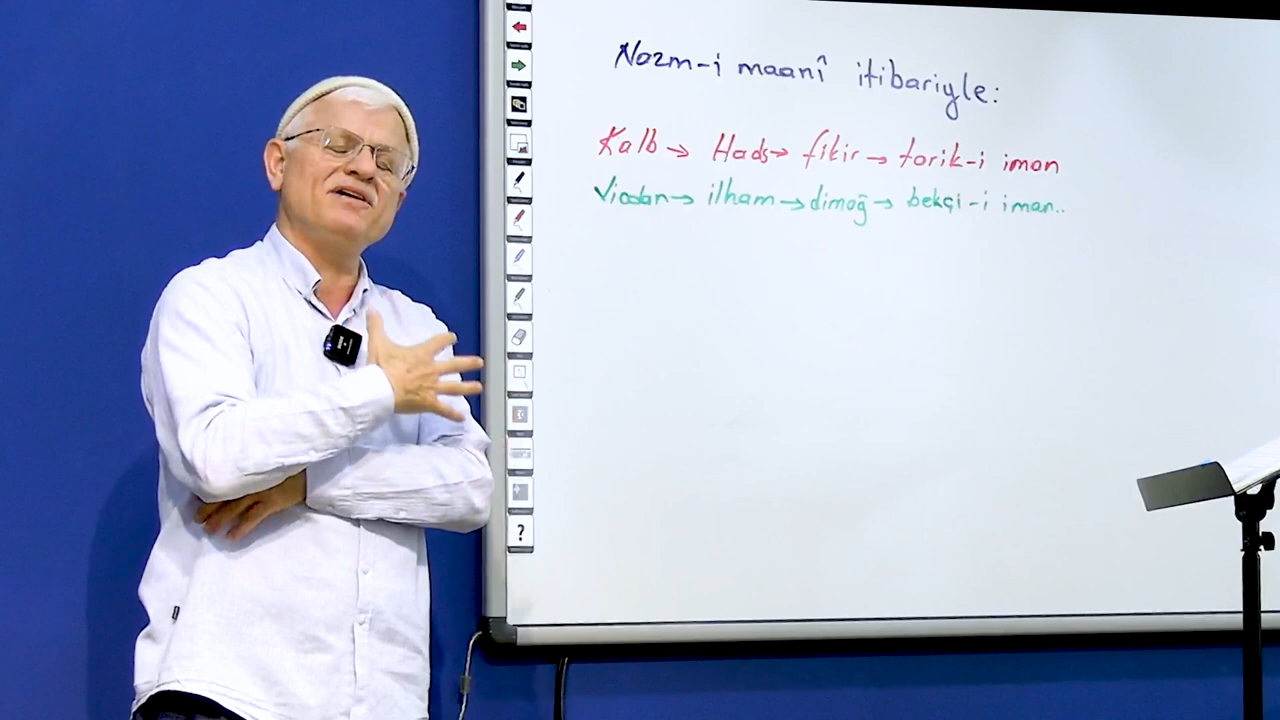 Nazm-i maanî itibariyle:
Kalb → Hads → fikir → tarik-i iman
Vicdan → ilham → dimağ → bekçi-i iman..
?